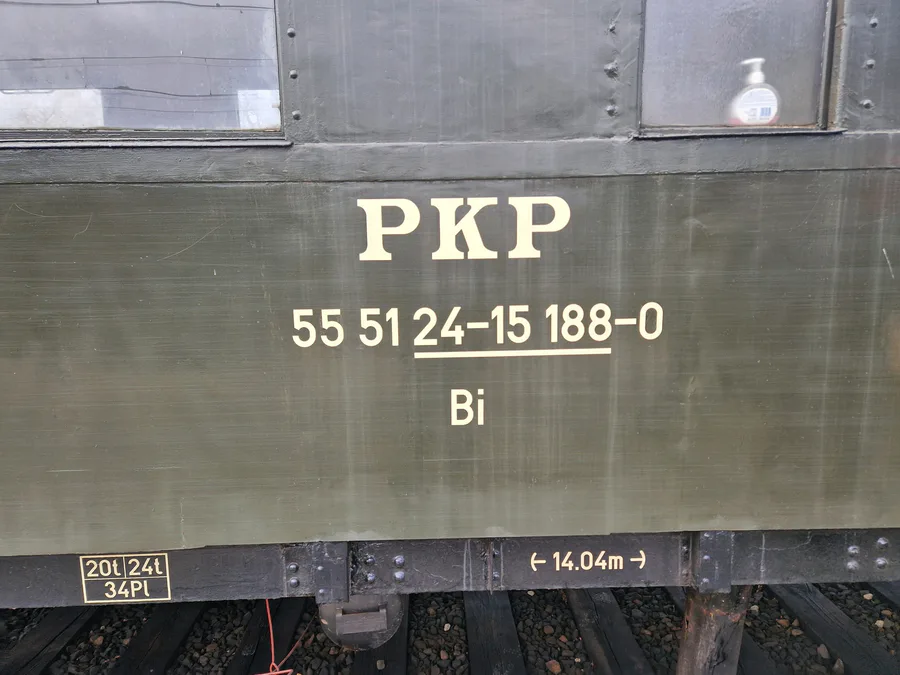 PKP
55 51 24-15 188-0
Bi
20t 24t
34Pl
←14.04m→